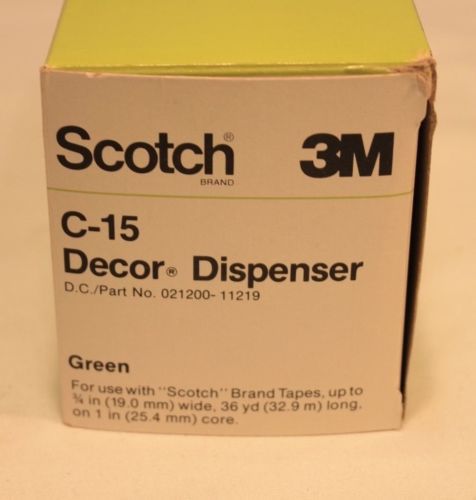 Scotch® 3M
BRAND
C-15
Decor® Dispenser
D.C./Part No. 021200-11219
Green
For use with "Scotch" Brand Tapes, up to
¾ in (19.0 mm) wide, 36 yd (32.9 m) long,
on 1 in (25.4 mm) core.